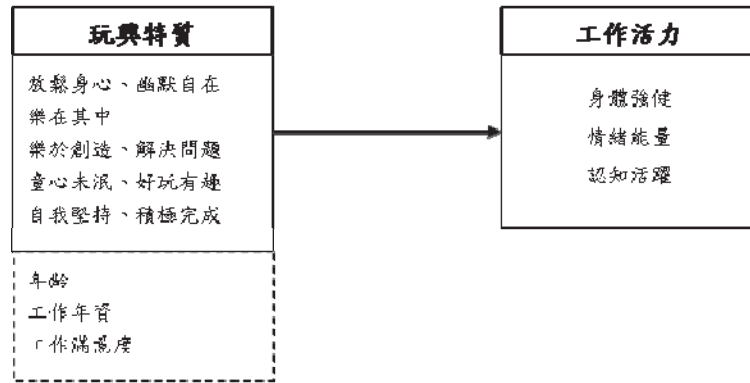 玩興特質
放鬆身心、幽默自在
樂在其中
樂於創造、解決問題
童心未泯、好玩有趣
自我堅持、積極完成
年齡
工作年資
工作滿意度
工作活力
身體強健
情緒能量
認知活躍